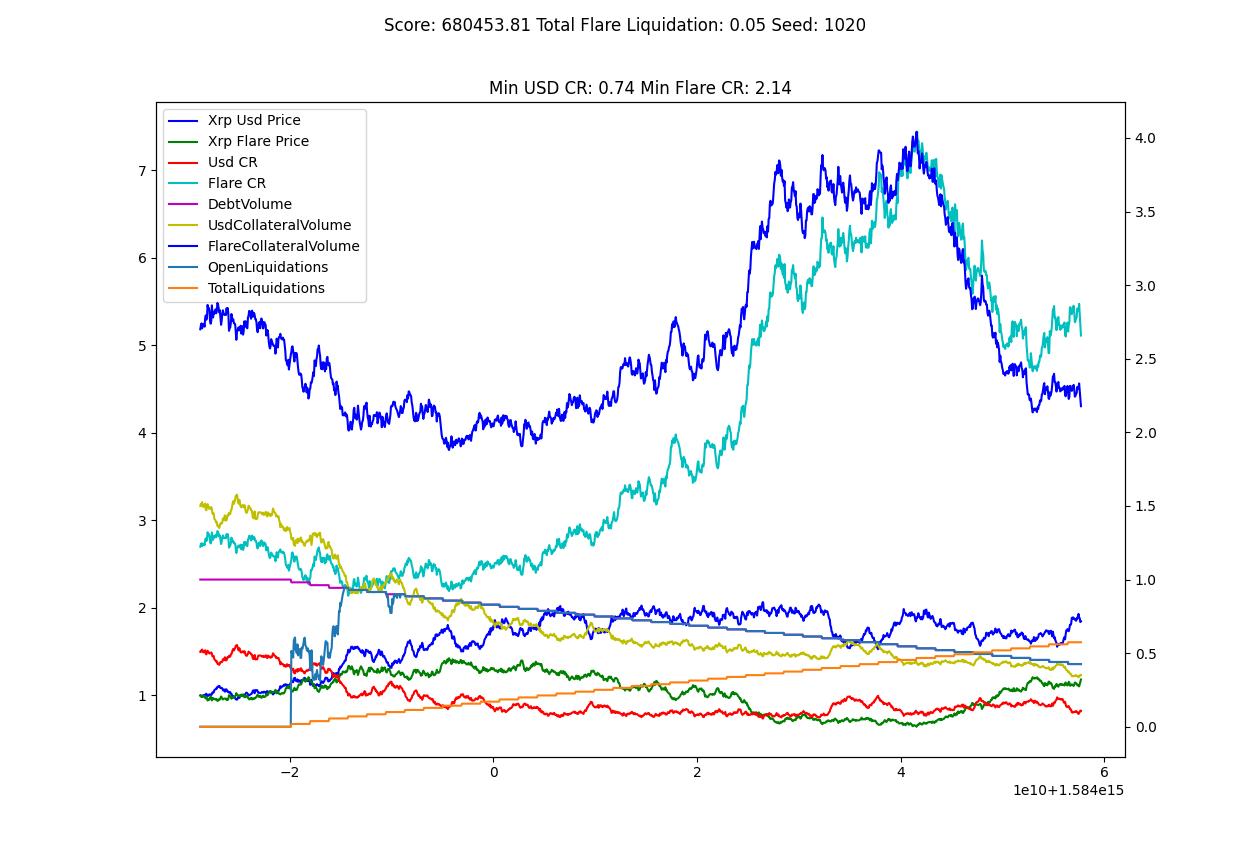 Score: 680453.81 Total Flare Liquidation: 0.05 Seed: 1020
Min USD CR: 0.74 Min Flare CR: 2.14
Xrp Usd Price
Xrp Flare Price
Usd CR
Flare CR
DebtVolume
UsdCollateralVolume
FlareCollateralVolume
OpenLiquidations
TotalLiquidations
7
6
5
4
3
2
1
4.0
3.5
3.0
2.5
2.0
1.5
1.0
0.5
0.0
−2 0 2 4 6
1e10+1.584e15